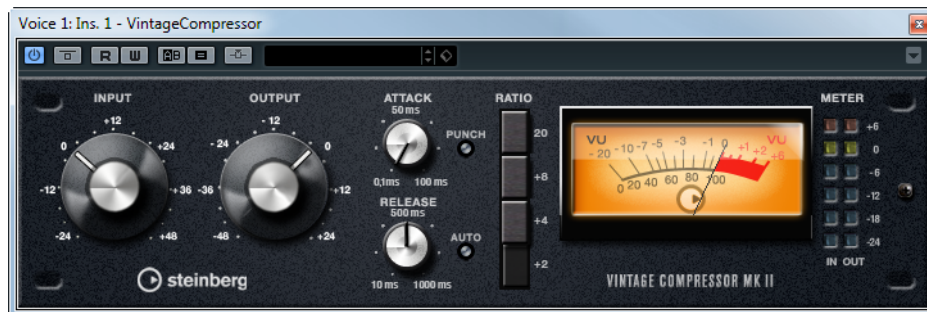 Voice 1: Ins. 1 - VintageCompressor
R W AB
INPUT
+12
0 +24
-12 +36
-24 +48
OUTPUT
- 12
- 24 0
-36 +12
-48 +24
ATTACK
50 ms
0,1ms 100 ms
PUNCH
RELEASE
500 ms
10 ms 1000 ms
AUTO
RATIO
20
+8
+4
+2
VU VU
- 20 -10 -7 -5 -3 -1 0 +1 +2 +6
0 20 40 60 80 100
METER
+6
0
-6
-12
-18
-24
IN OUT
steinberg
VINTAGE COMPRESSOR MK II